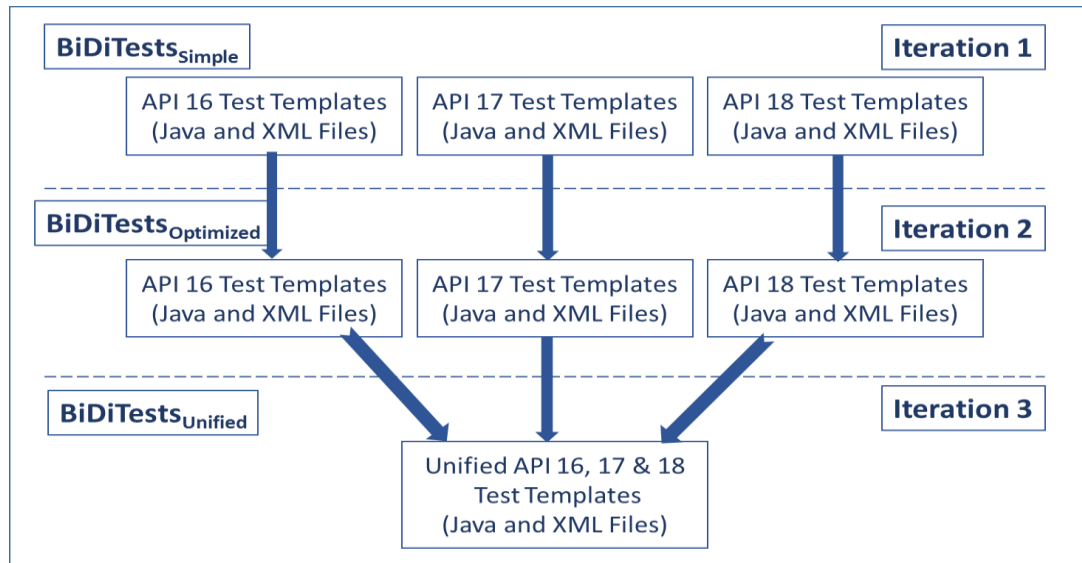 BiDiTestsSimple
Iteration 1
API 16 Test Templates
(Java and XML Files)
API 17 Test Templates
(Java and XML Files)
API 18 Test Templates
(Java and XML Files)
BiDiTestsOptimized
Iteration 2
API 16 Test Templates
(Java and XML Files)
API 17 Test Templates
(Java and XML Files)
API 18 Test Templates
(Java and XML Files)
BiDiTestsUnified
Iteration 3
Unified API 16, 17 & 18
Test Templates
(Java and XML Files)